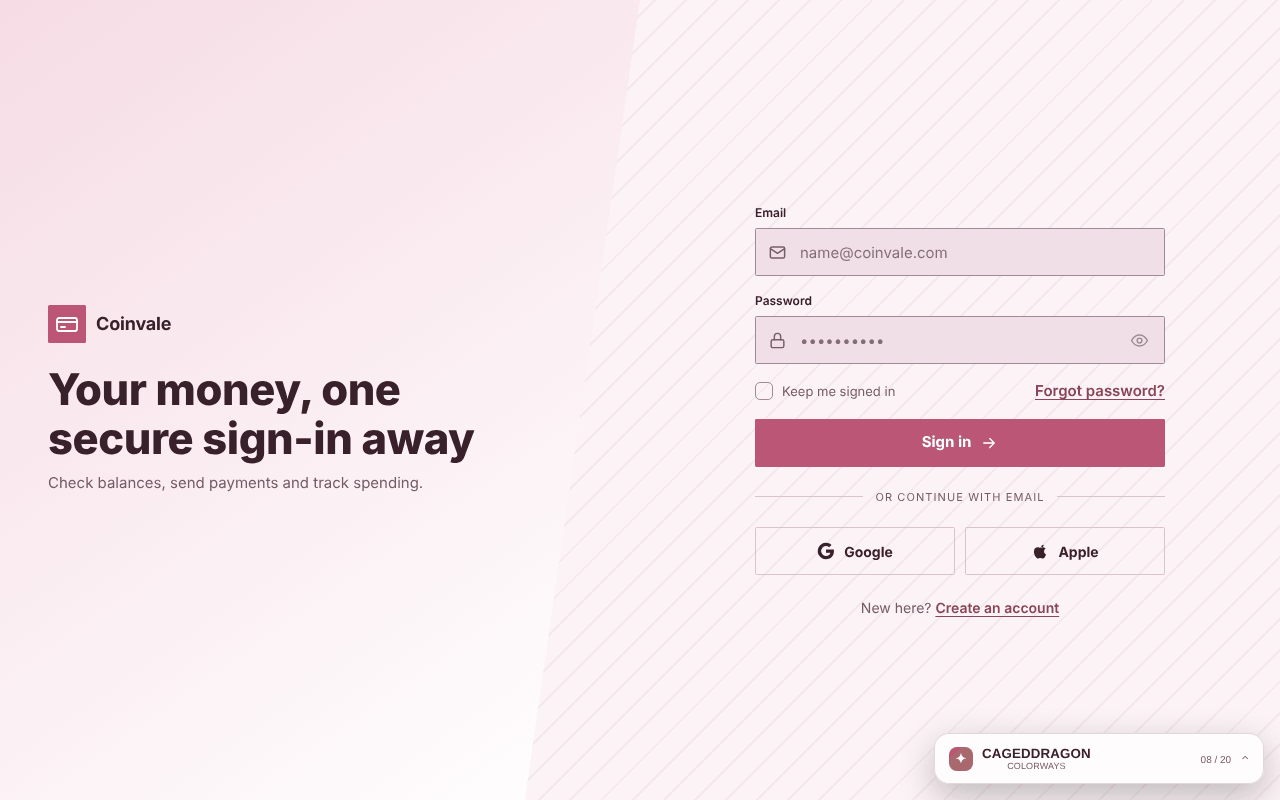 Coinvale
Your money, one
secure sign-in away
Check balances, send payments and track spending.
Email
name@coinvale.com
Password
••••••••••
Keep me signed in
Forgot password?
Sign in →
OR CONTINUE WITH EMAIL
Google
Apple
New here? Create an account
CAGEDDRAGON
COLORWAYS
08 / 20